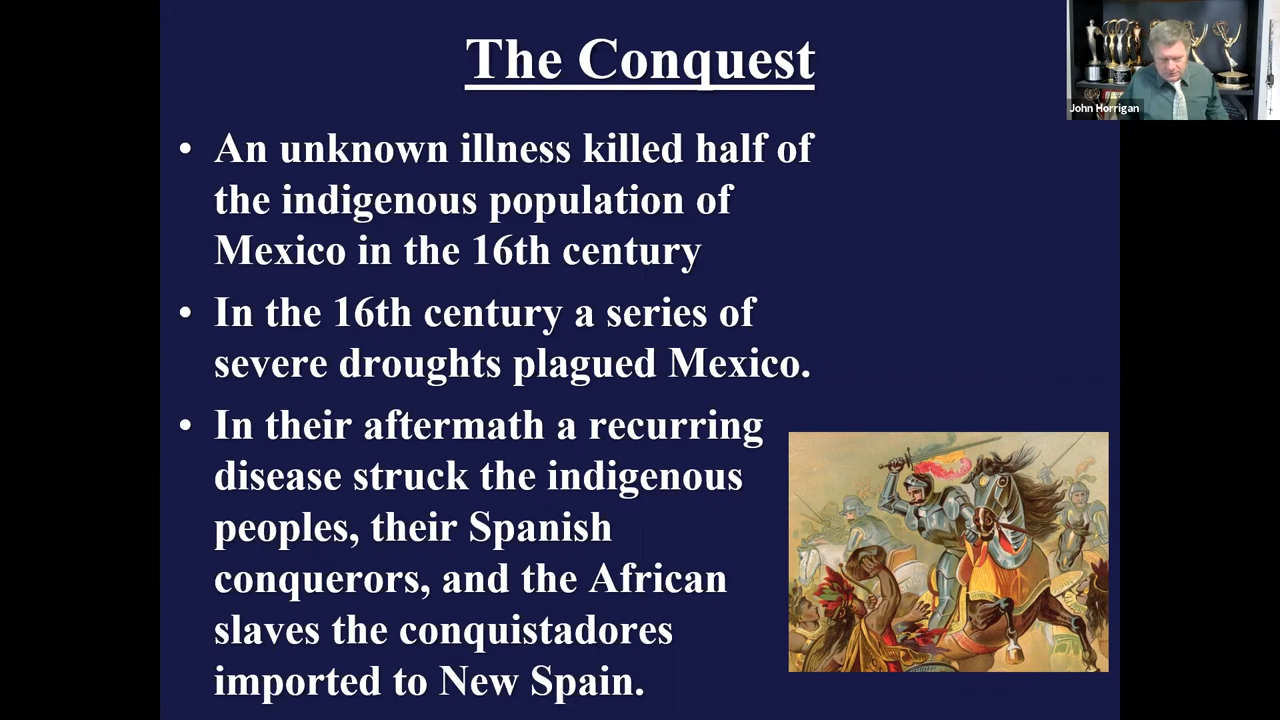 The Conquest
John Horrigan
• An unknown illness killed half of
the indigenous population of
Mexico in the 16th century
• In the 16th century a series of
severe droughts plagued Mexico.
• In their aftermath a recurring
disease struck the indigenous
peoples, their Spanish
conquerors, and the African
slaves the conquistadores
imported to New Spain.